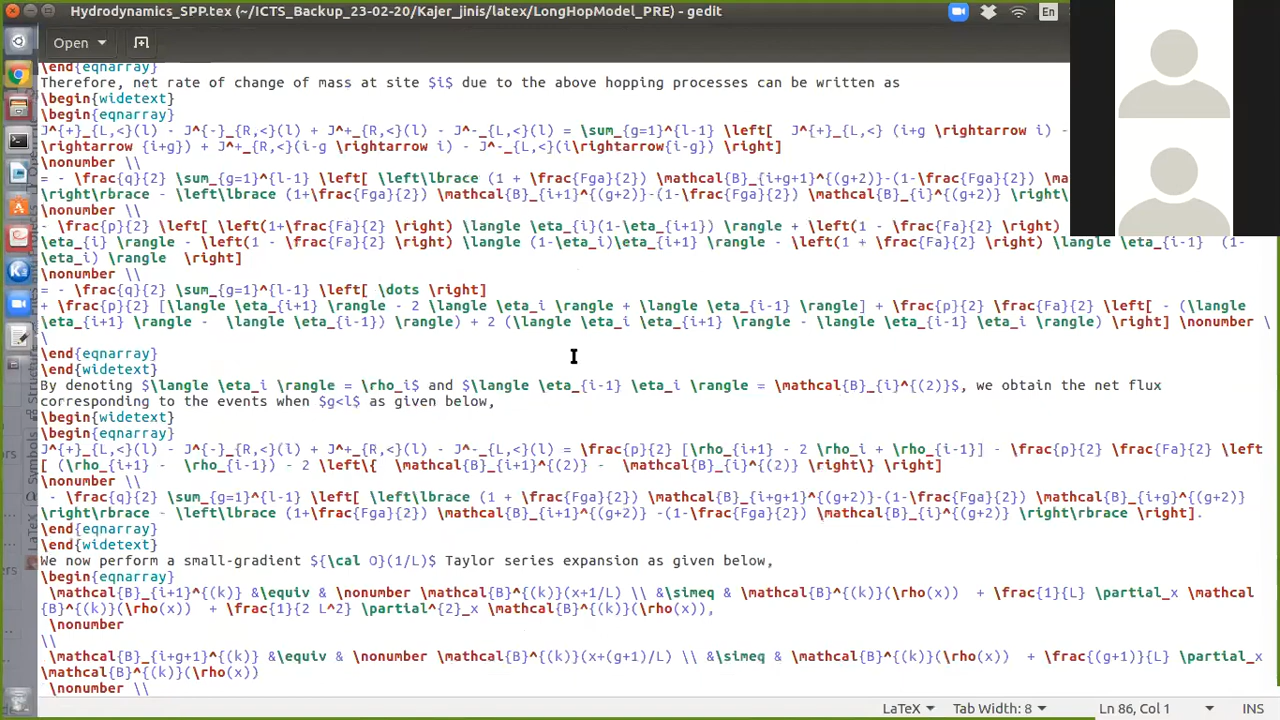 Hydrodynamics_SPP.tex (~/ICTS_Backup_23-02-20/Kajer_jinis/latex/LongHopModel_PRE) - gedit
En
Open
\end{eqnarray}
Therefore, net rate of change of mass at site $i$ due to the above hopping processes can be written as
\begin{widetext}
\begin{eqnarray}
J^{+}_{L,<}(l) - J^{-}_{R,<}(l) + J^+_{R,<}(l) - J^-_{L,<}(l) = \sum_{g=1}^{l-1} \left[  J^{+}_{L,<} (i+g \rightarrow i) -
\rightarrow {i+g}) + J^+_{R,<}(i-g \rightarrow i) - J^-_{L,<}(i\rightarrow{i-g}) \right]
\nonumber \\
= - \frac{q}{2} \sum_{g=1}^{l-1} \left[ \left\lbrace (1 + \frac{Fga}{2}) \mathcal{B}_{i+g+1}^{(g+2)}-(1-\frac{Fga}{2}) \mathcal{B}
\right\rbrace - \left\lbrace (1+\frac{Fga}{2}) \mathcal{B}_{i+1}^{(g+2)}-(1-\frac{Fga}{2}) \mathcal{B}_{i}^{(g+2)} \right
\nonumber \\
- \frac{p}{2} \left[ \left(1+\frac{Fa}{2} \right) \langle \eta_{i}(1-\eta_{i+1}) \rangle + \left(1 - \frac{Fa}{2} \right)
\eta_{i} \rangle - \left(1 - \frac{Fa}{2} \right) \langle (1-\eta_i)\eta_{i+1} \rangle - \left(1 + \frac{Fa}{2} \right) \langle \eta_{i-1}  (1-
\eta_i) \rangle  \right]
\nonumber \\
= - \frac{q}{2} \sum_{g=1}^{l-1} \left[ \dots \right]
+ \frac{p}{2} [\langle \eta_{i+1} \rangle - 2 \langle \eta_i \rangle + \langle \eta_{i-1} \rangle] + \frac{p}{2} \frac{Fa}{2} \left[ - (\langle
\eta_{i+1} \rangle -  \langle \eta_{i-1}) \rangle) + 2 (\langle \eta_i \eta_{i+1} \rangle - \langle \eta_{i-1} \eta_i \rangle) \right] \nonumber \
\
\end{eqnarray}
\end{widetext}
By denoting $\langle \eta_i \rangle = \rho_i$ and $\langle \eta_{i-1} \eta_i \rangle = \mathcal{B}_{i}^{(2)}$, we obtain the net flux
corresponding to the events when $g<l$ as given below,
\begin{widetext}
\begin{eqnarray}
J^{+}_{L,<}(l) - J^{-}_{R,<}(l) + J^+_{R,<}(l) - J^-_{L,<}(l) = \frac{p}{2} [\rho_{i+1} - 2 \rho_i + \rho_{i-1}] - \frac{p}{2} \frac{Fa}{2} \left
[ (\rho_{i+1} -  \rho_{i-1}) - 2 \left\{  \mathcal{B}_{i+1}^{(2)} -  \mathcal{B}_{i}^{(2)} \right\} \right]
\nonumber \\
- \frac{q}{2} \sum_{g=1}^{l-1} \left[ \left\lbrace (1 + \frac{Fga}{2}) \mathcal{B}_{i+g+1}^{(g+2)}-(1-\frac{Fga}{2}) \mathcal{B}_{i+g}^{(g+2)}
\right\rbrace - \left\lbrace (1+\frac{Fga}{2}) \mathcal{B}_{i+1}^{(g+2)} -(1-\frac{Fga}{2}) \mathcal{B}_{i}^{(g+2)} \right\rbrace \right].
\end{eqnarray}
\end{widetext}
We now perform a small-gradient ${\cal O}(1/L)$ Taylor series expansion as given below,
\begin{eqnarray}
\mathcal{B}_{i+1}^{(k)} &\equiv & \nonumber \mathcal{B}^{(k)}(x+1/L) \\ &\simeq & \mathcal{B}^{(k)}(\rho(x))  + \frac{1}{L} \partial_x \mathcal
{B}^{(k)}(\rho(x))  + \frac{1}{2 L^2} \partial^{2}_x \mathcal{B}^{(k)}(\rho(x)),
\nonumber
\\
\mathcal{B}_{i+g+1}^{(k)} &\equiv & \nonumber \mathcal{B}^{(k)}(x+(g+1)/L) \\ &\simeq & \mathcal{B}^{(k)}(\rho(x))  + \frac{(g+1)}{L} \partial_x
\mathcal{B}^{(k)}(\rho(x))
\nonumber \\
LaTeX
Tab Width: 8
Ln 86, Col 1
INS